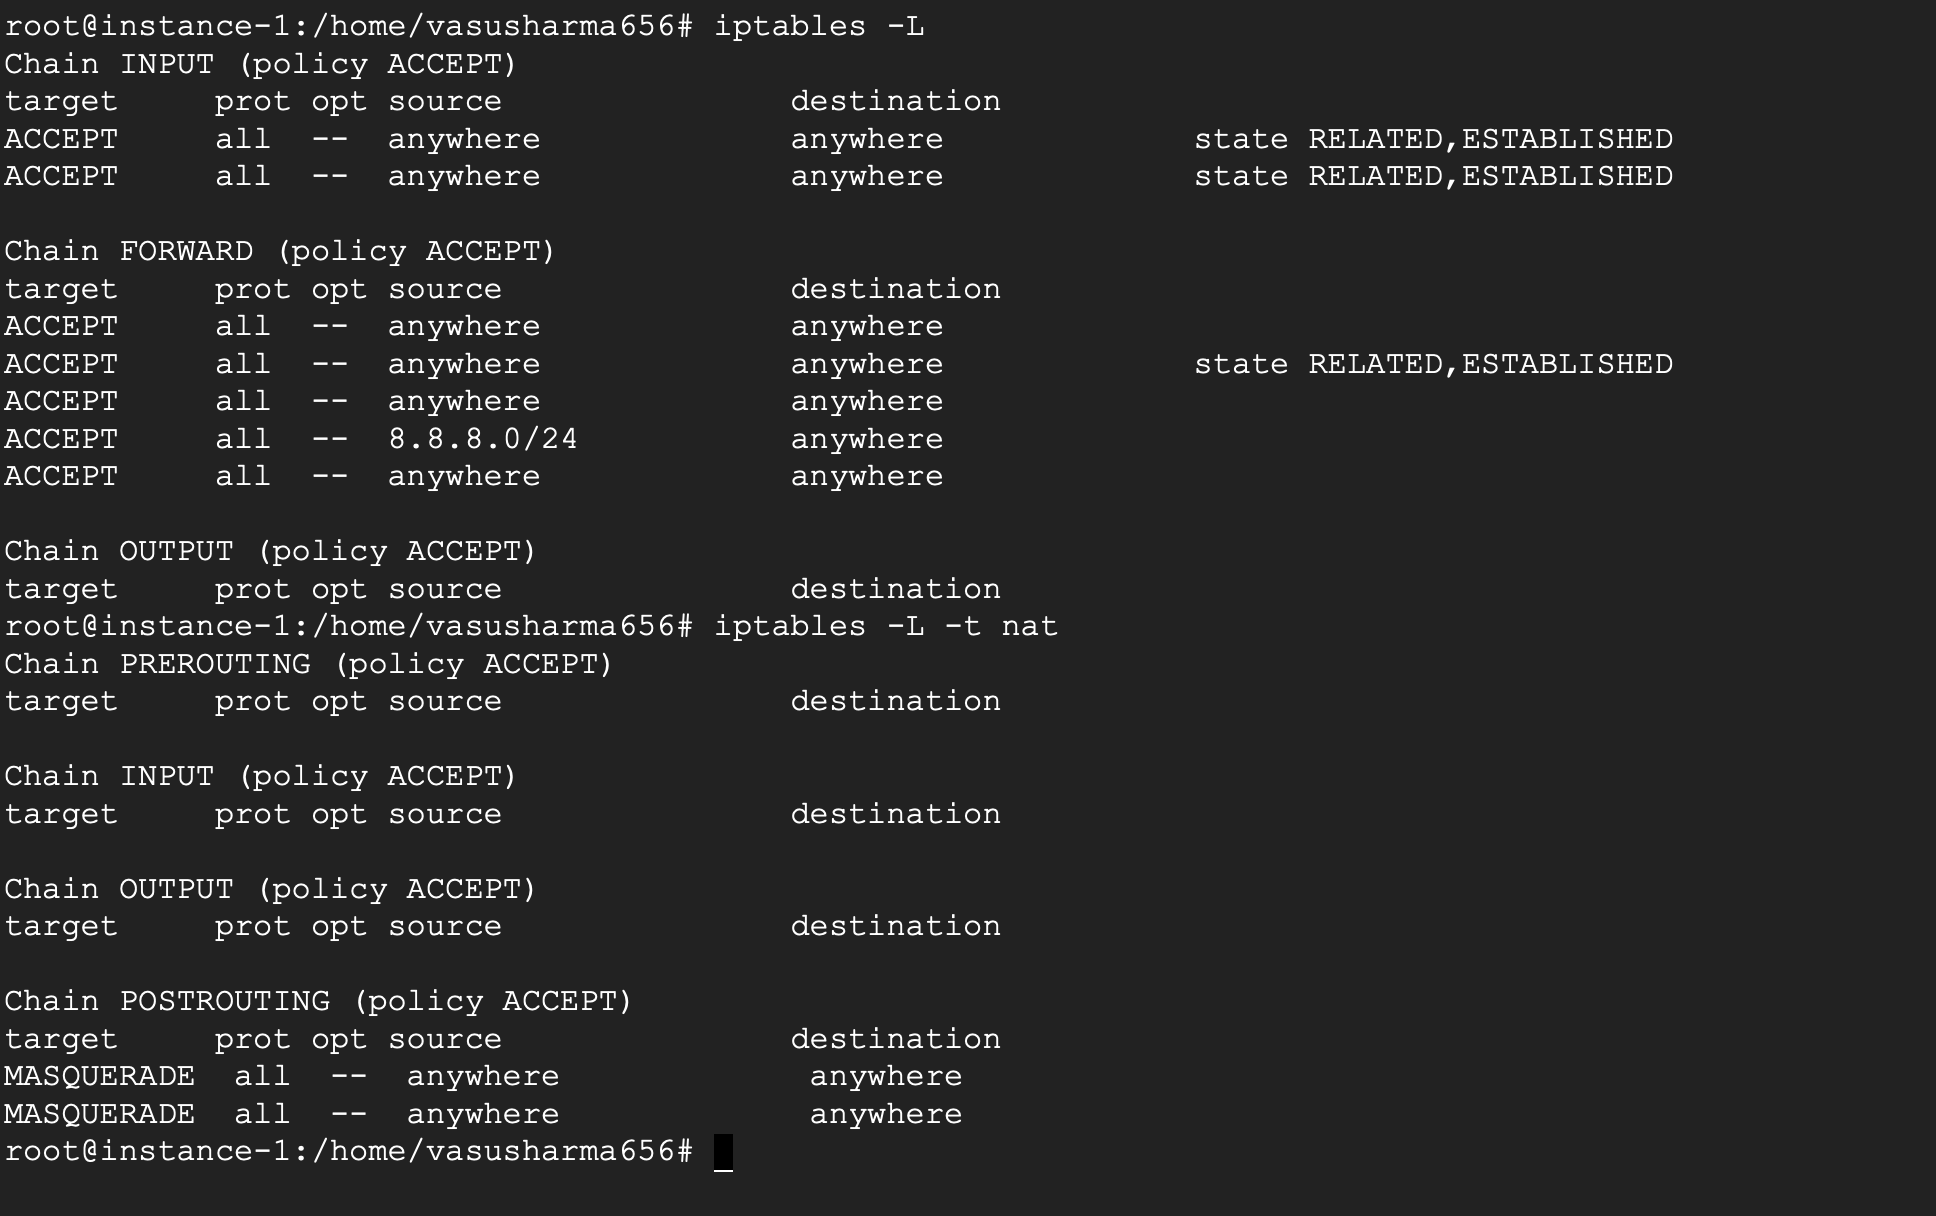 root@instance-1:/home/vasusharma656# iptables -L
Chain INPUT (policy ACCEPT)
target     prot opt source               destination
ACCEPT     all  --  anywhere             anywhere             state RELATED,ESTABLISHED
ACCEPT     all  --  anywhere             anywhere             state RELATED,ESTABLISHED

Chain FORWARD (policy ACCEPT)
target     prot opt source               destination
ACCEPT     all  --  anywhere             anywhere
ACCEPT     all  --  anywhere             anywhere             state RELATED,ESTABLISHED
ACCEPT     all  --  anywhere             anywhere
ACCEPT     all  --  8.8.8.0/24           anywhere
ACCEPT     all  --  anywhere             anywhere

Chain OUTPUT (policy ACCEPT)
target     prot opt source               destination
root@instance-1:/home/vasusharma656# iptables -L -t nat
Chain PREROUTING (policy ACCEPT)
target     prot opt source               destination

Chain INPUT (policy ACCEPT)
target     prot opt source               destination

Chain OUTPUT (policy ACCEPT)
target     prot opt source               destination

Chain POSTROUTING (policy ACCEPT)
target     prot opt source               destination
MASQUERADE  all  --  anywhere             anywhere
MASQUERADE  all  --  anywhere             anywhere
root@instance-1:/home/vasusharma656#